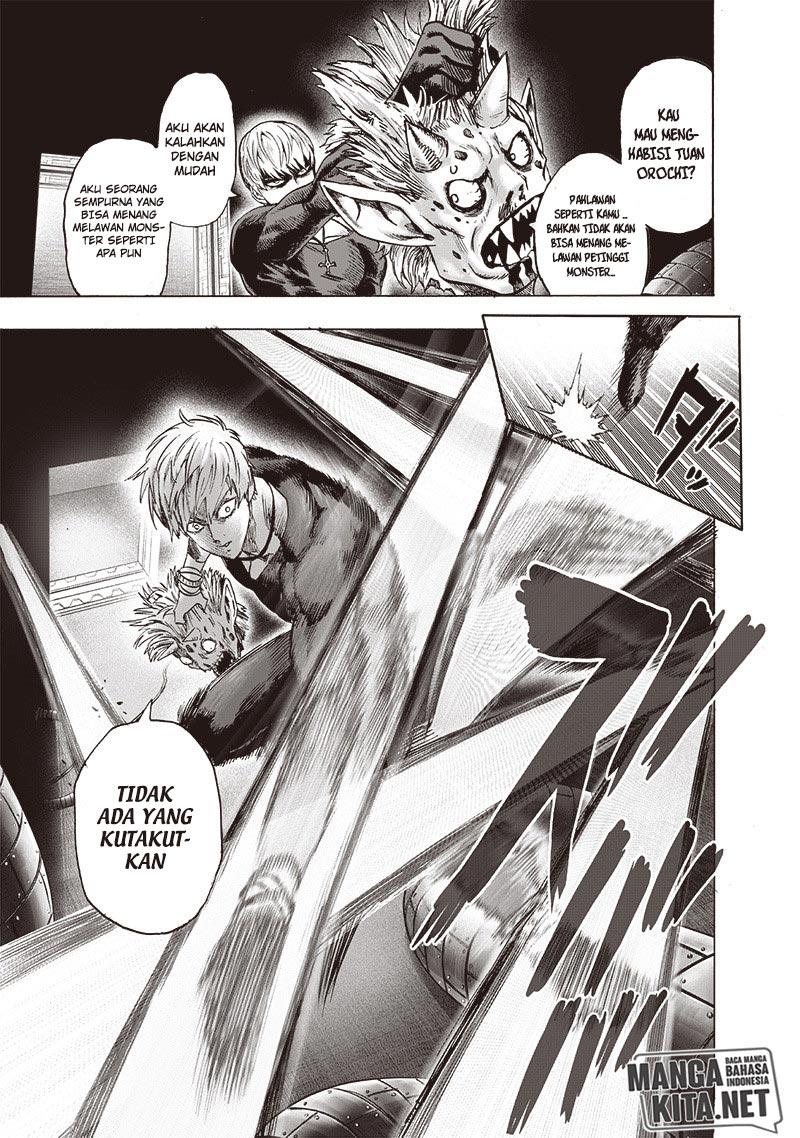 KAU
MAU MENG-
HABISI TUAN
OROCHI?
PAHLAWAN
SEPERTI KAMU ..
BAHKAN TIDAK AKAN
BISA MENANG ME-
LAWAN PETINGGI
MONSTER...
AKU AKAN
KALAHKAN
DENGAN
MUDAH
AKU SEORANG
SEMPURNA YANG
BISA MENANG
MELAWAN MONS-
TER SEPERTI
APA PUN
ダッ
TIDAK
ADA YANG
KUTAKUT-
KAN
MANGA
KITA.NET
BACA MANGA
BAHASA
INDONESIA